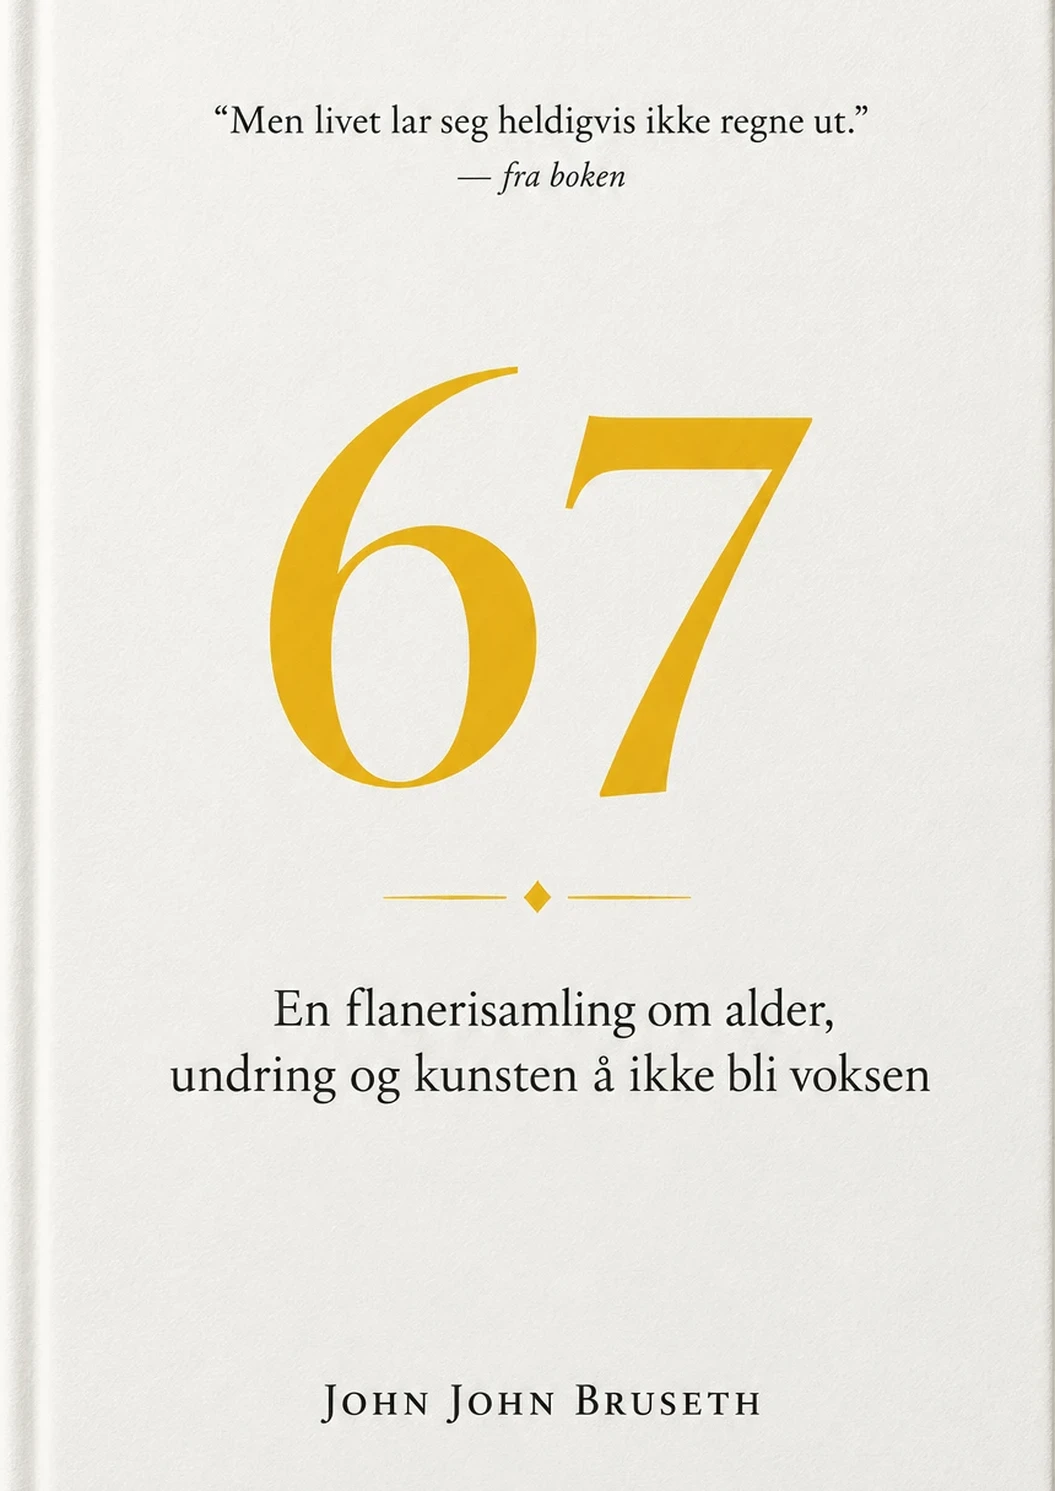 “Men livet lar seg heldigvis ikke regne ut.”
— fra boken
67
En flanerisamling om alder,
undring og kunsten å ikke bli voksen
John John Bruseth